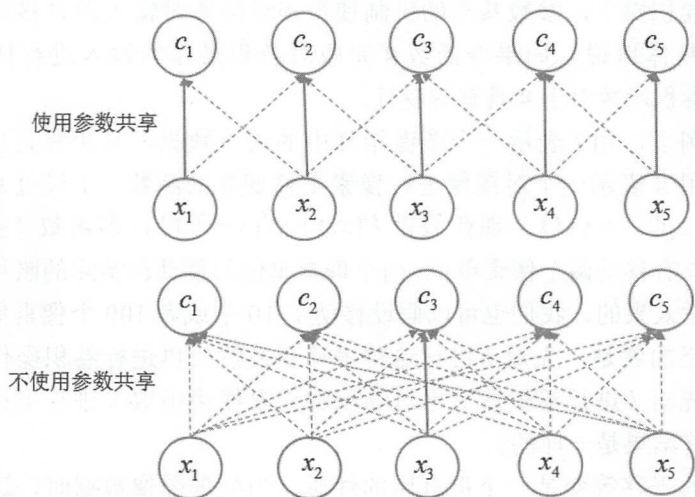 c₁ c₂ c₃ c₄ c₅
使用参数共享
x₁ x₂ x₃ x₄ x₅
c₁ c₂ c₃ c₄ c₅
不使用参数共享
x₁ x₂ x₃ x₄ x₅